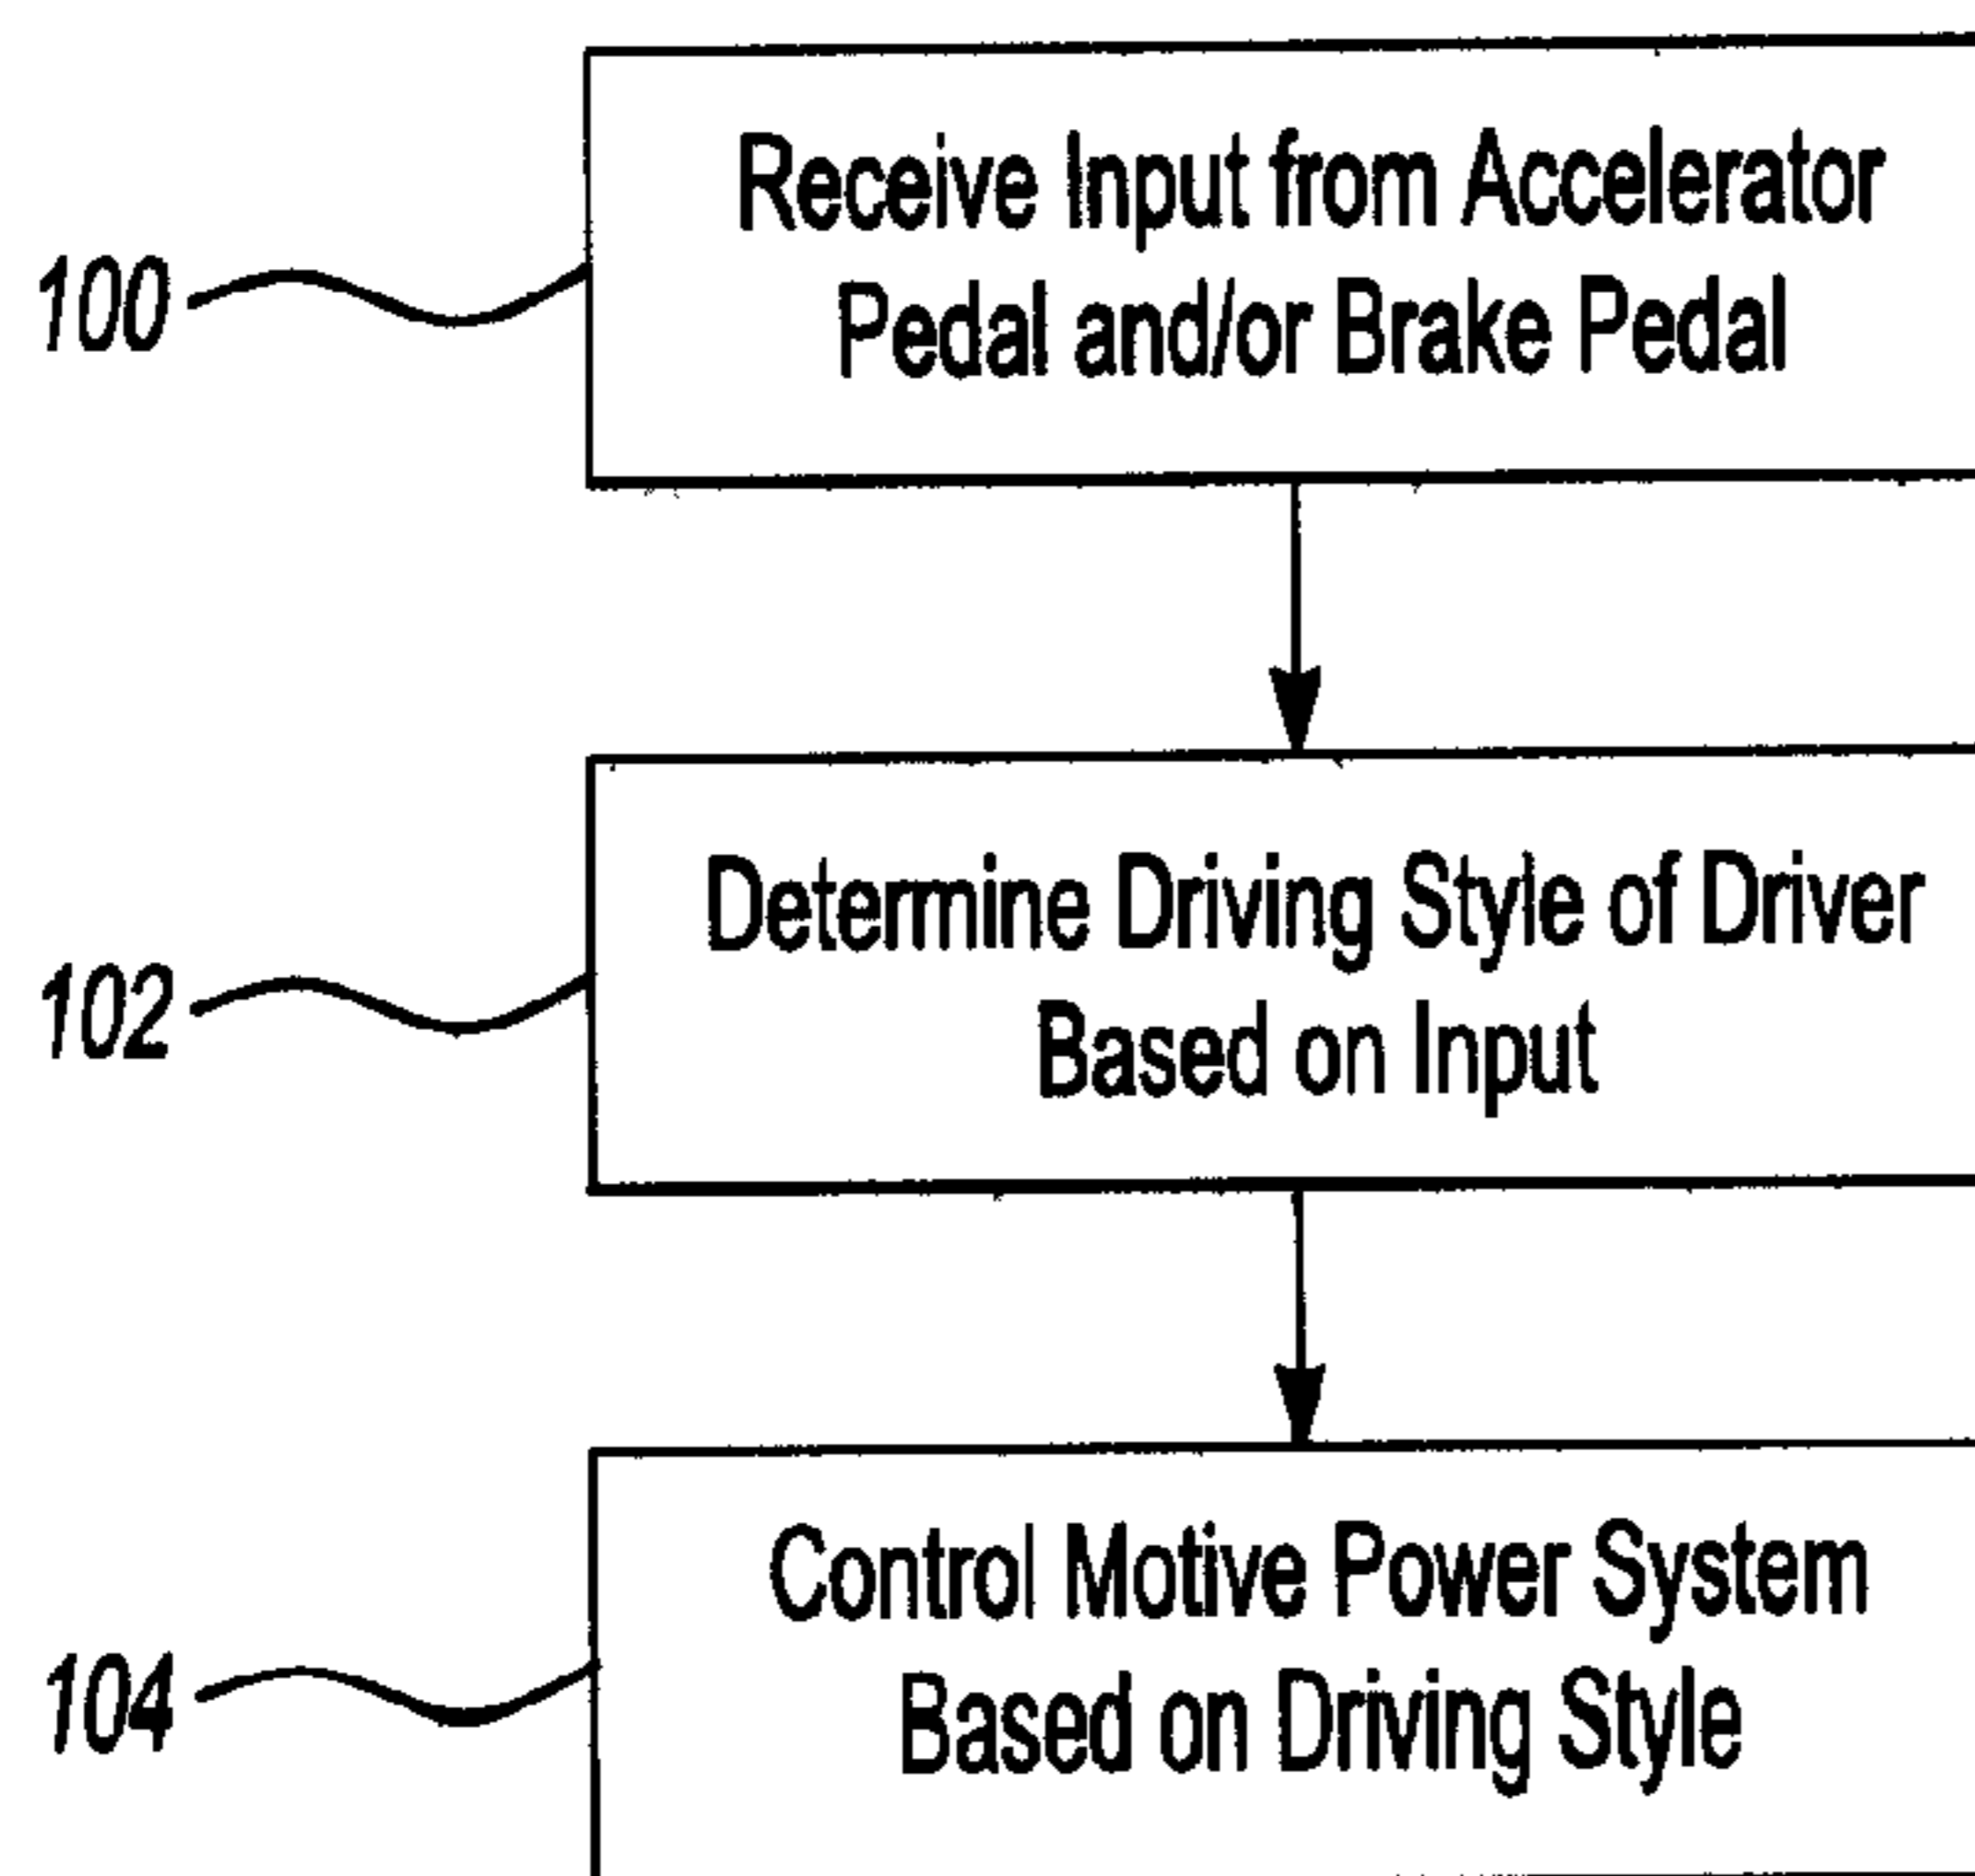 Receive Input from Accelerator
Pedal and/or Brake Pedal
100
Determine Driving Style of Driver
Based on Input
102
Control Motive Power System
Based on Driving Style
104